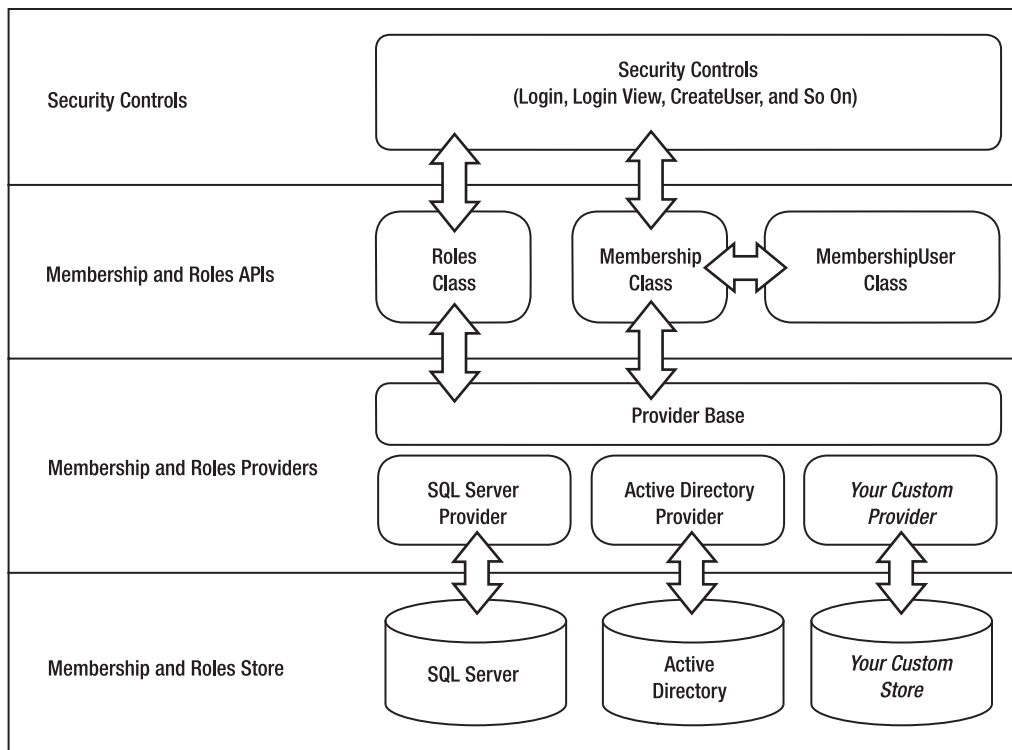 Security Controls
Security Controls
(Login, Login View, CreateUser, and So On)
Membership and Roles APIs
Roles
Class
Membership
Class
MembershipUser
Class
Membership and Roles Providers
Provider Base
SQL Server
Provider
Active Directory
Provider
Your Custom
Provider
Membership and Roles Store
SQL Server
Active
Directory
Your Custom
Store